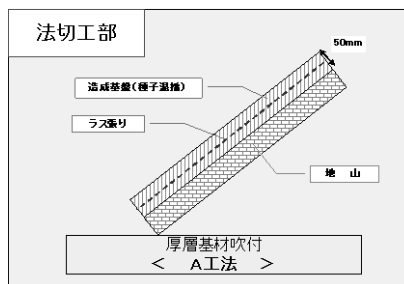 法切工部
50mm
造成基盤(種子混播)
ラス張り
地　山
厚層基材吹付
＜　A工法　＞